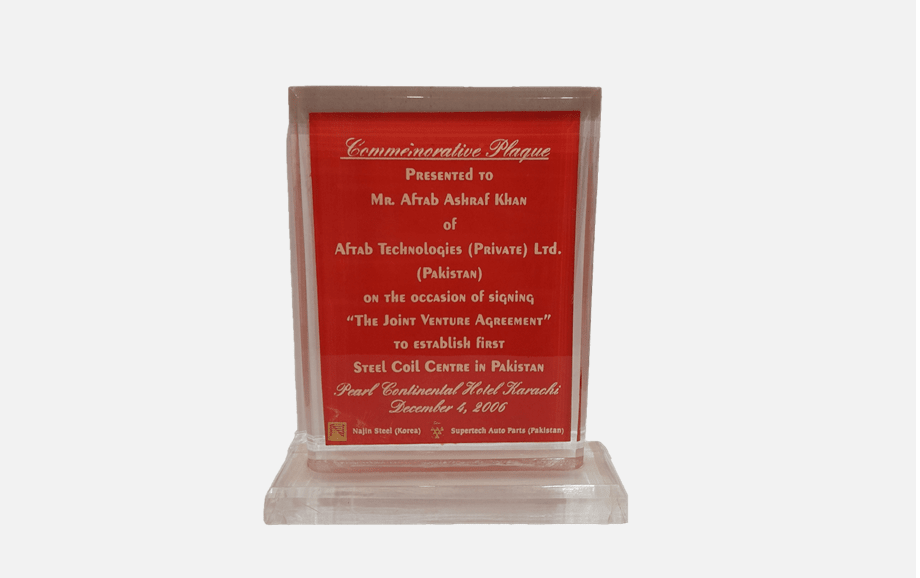 Commemorative Plaque
Presented to
Mr. Aftab Ashraf Khan
of
Aftab Technologies (Private) Ltd.
(Pakistan)
on the occasion of signing
“The Joint Venture Agreement”
to establish first
Steel Coil Centre in Pakistan
Pearl Continental Hotel Karachi
December 4, 2006
Najin Steel (Korea) Supertech Auto Parts (Pakistan)